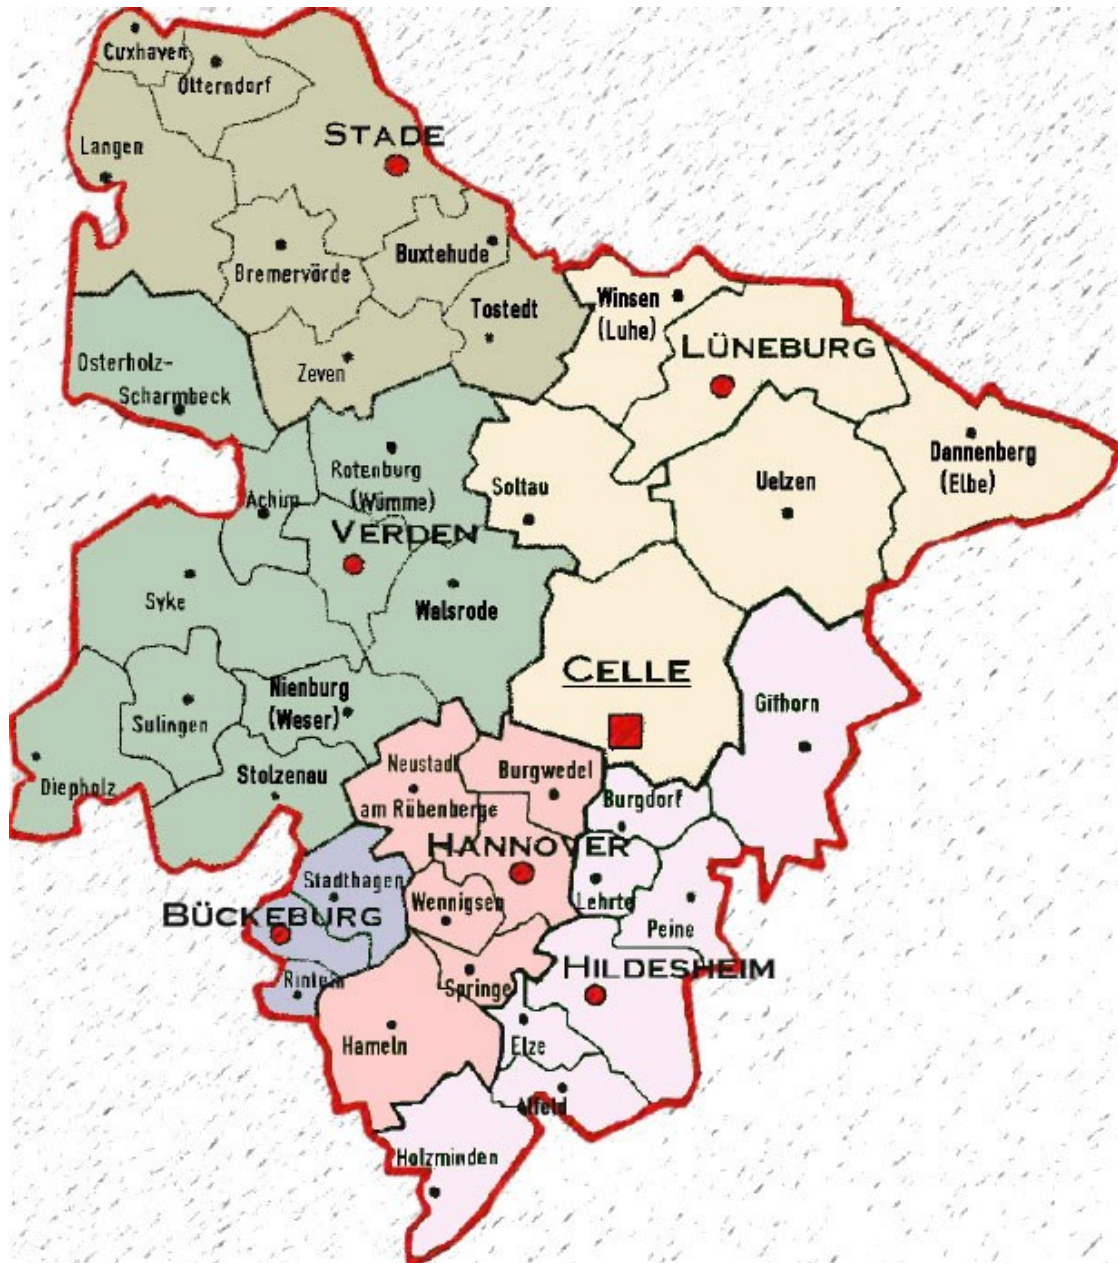 Cuxhaven
Otterndorf
STADE
Langen
Bremervörde
Buxtehude
Tostedt
Zeven
Winsen
(Luhe)
LÜNEBURG
Osterholz-
Scharmbeck
Rotenburg
(Wümme)
Achim
VERDEN
Soltau
Uelzen
Dannenberg
(Elbe)
Syke
Walsrode
CELLE
Gifhorn
Sulingen
Nienburg
(Weser)
Diepholz
Stolzenau
Neustadt
am Rübenberge
Burgwedel
Burgdorf
HANNOVER
Stadthagen
Wennigsen
Lehrte
Peine
BÜCKEBURG
Rinteln
Springe
HILDESHEIM
Hameln
Elze
Alfeld
Holzminden